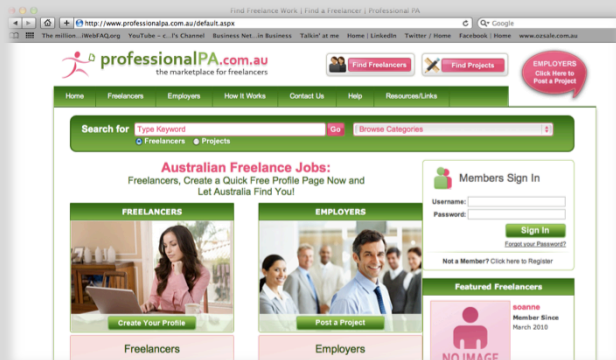 Find Freelance Work | Find a Freelancer | Professional PA
http://www.professionalpa.com.au/default.aspx
Google
The million...iWebFAQ.org YouTube - c...l's Channel Business Net...in Business Talkin' at me Home | LinkedIn Twitter / Home Facebook | Home www.ozsale.com.au
professionalPA.com.au
the marketplace for freelancers
Find Freelancers
Find Projects
EMPLOYERS
Click Here to
Post a Project
Home Freelancers Employers How It Works Contact Us Help Resources/Links
Search for Type Keyword Go Browse Categories
Freelancers Projects
Australian Freelance Jobs:
Freelancers, Create a Quick Free Profile Page Now and
Let Australia Find You!
FREELANCERS
Create Your Profile
Freelancers
EMPLOYERS
Post a Project
Employers
Members Sign In
Username:
Password:
Sign In
Forgot your Password?
Not a Member? Click here to Register
Featured Freelancers
NO IMAGE
soanne
Member Since
March 2010